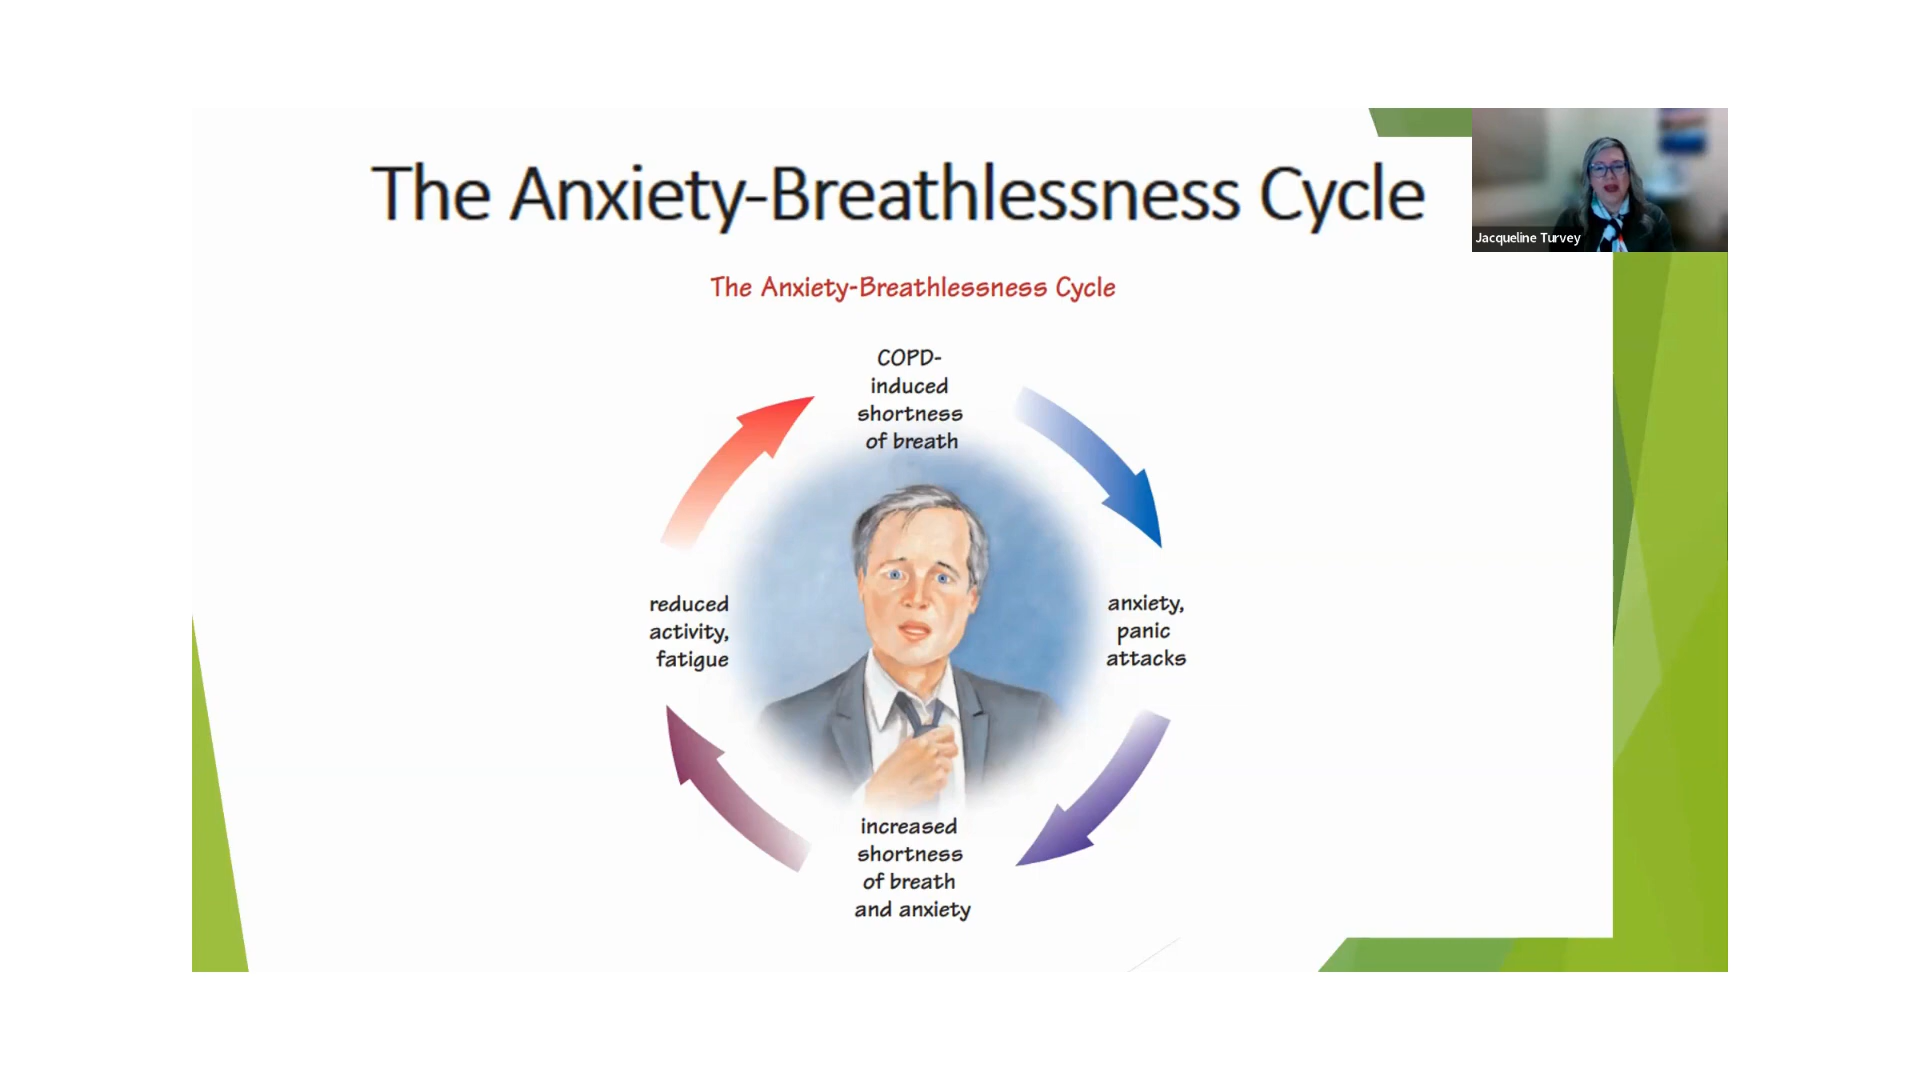 The Anxiety-Breathlessness Cycle
Jacqueline Turvey
The Anxiety-Breathlessness Cycle
COPD-
induced
shortness
of breath
anxiety,
panic
attacks
increased
shortness
of breath
and anxiety
reduced
activity,
fatigue